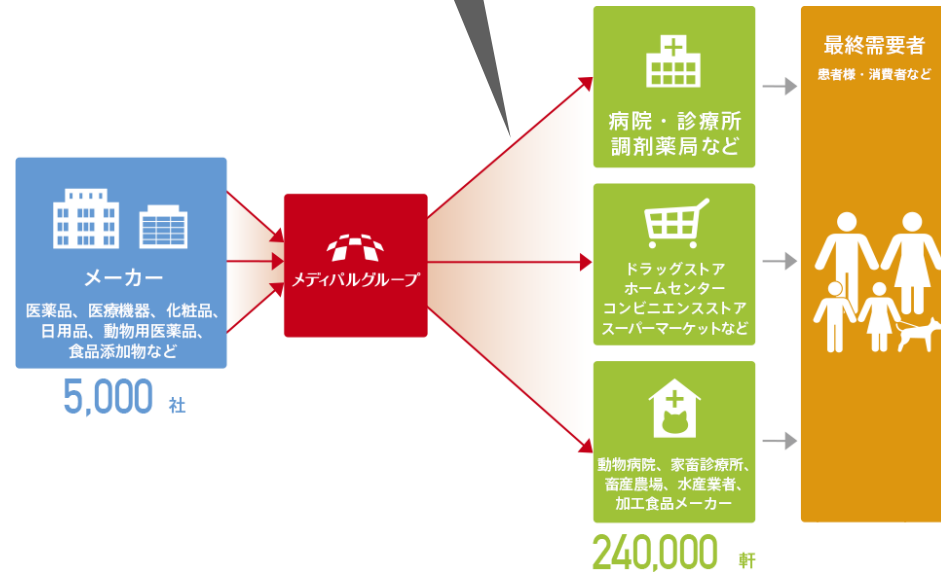 メーカー
医薬品、医療機器、化粧品、
日用品、動物用医薬品、
食品添加物など
5,000 社
メディパルグループ
病院・診療所
調剤薬局など
ドラッグストア
ホームセンター
コンビニエンスストア
スーパーマーケットなど
動物病院、家畜診療所、
畜産農場、水産業者、
加工食品メーカー
240,000 軒
最終需要者
患者様・消費者など